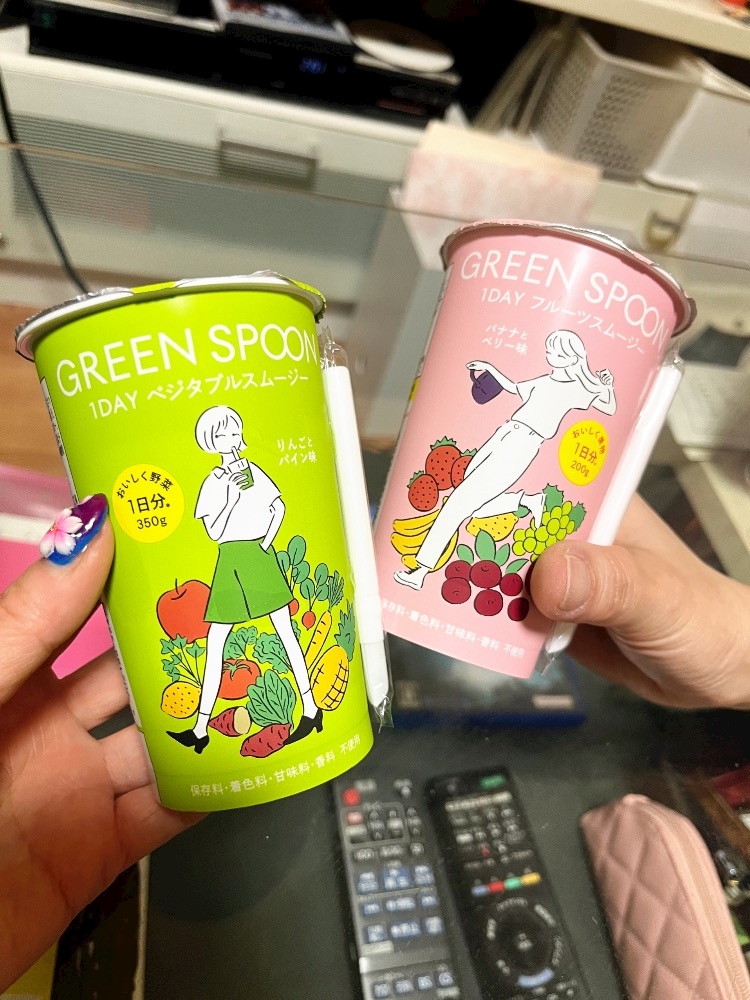 GREEN SPOON
1DAY ベジタブルスムージー
りんごと
パイン味
おいしく野菜
1日分※
350g
保存料・着色料・甘味料・香料 不使用
GREEN SPOON
1DAY フルーツスムージー
バナナと
ベリー味
おいしく果物
1日分※
200g
保存料・着色料・甘味料・香料 不使用